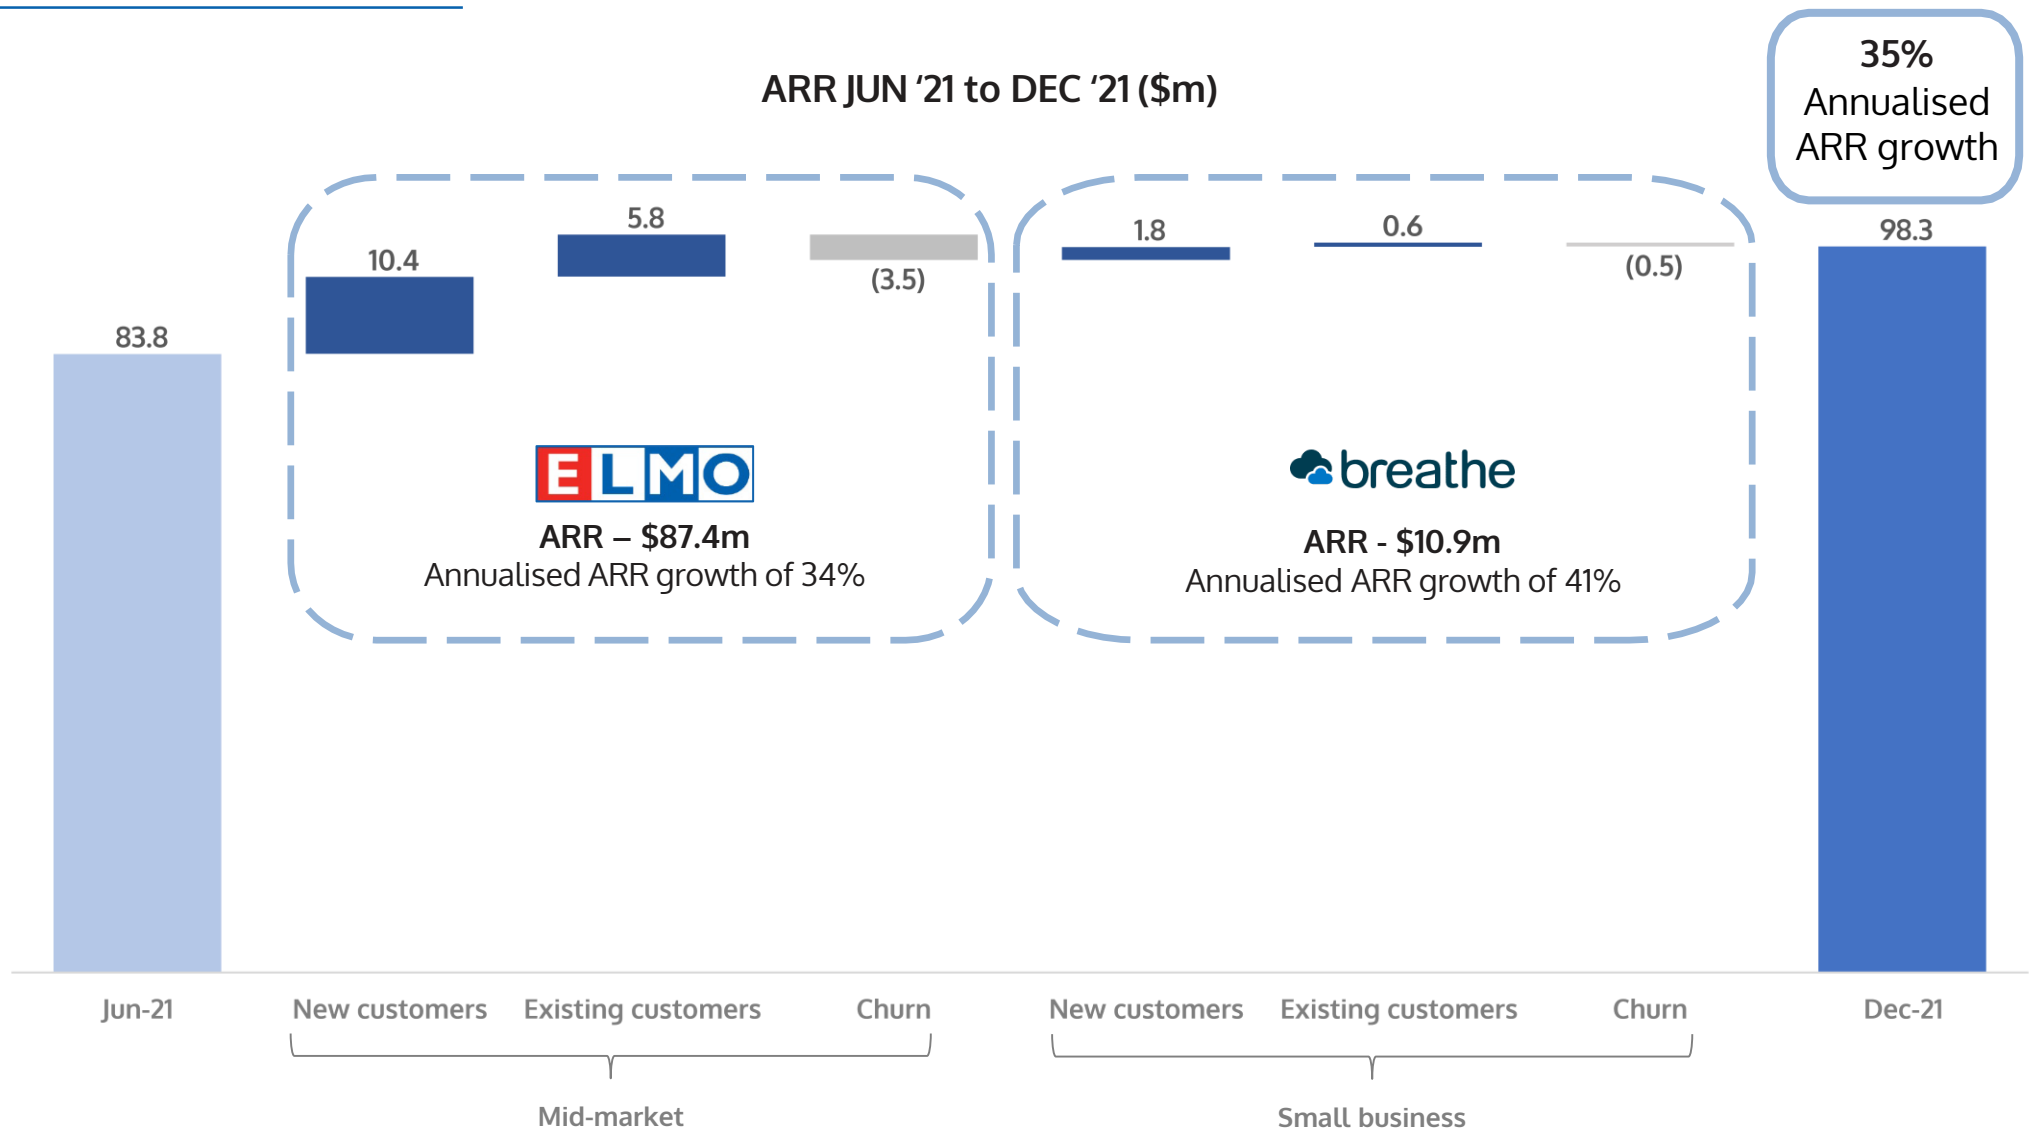 35%
Annualised
ARR growth
ARR JUN ‘21 to DEC ‘21 ($m)
83.8
10.4
5.8
(3.5)
1.8
0.6
(0.5)
98.3
ELMO
ARR – $87.4m
Annualised ARR growth of 34%
breathe
ARR - $10.9m
Annualised ARR growth of 41%
Jun-21
New customers
Existing customers
Churn
New customers
Existing customers
Churn
Dec-21
Mid-market
Small business